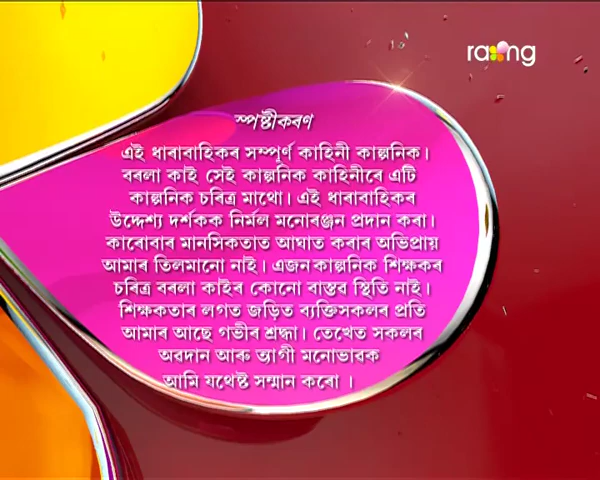 rang
স্পষ্টীকৰণ
এই ধাৰাবাহিকৰ সম্পূৰ্ণ কাহিনী কাল্পনিক।
বৰলা কাই সেই কাল্পনিক কাহিনীৰে এটি
কাল্পনিক চৰিত্ৰ মাথো। এই ধাৰাবাহিকৰ
উদ্দেশ্য দৰ্শকক নিৰ্মল মনোৰঞ্জন প্ৰদান কৰা।
কাৰোবাৰ মানসিকতাত আঘাত কৰাৰ অভিপ্ৰায়
আমাৰ তিলমানো নাই। এজন কাল্পনিক শিক্ষকৰ
চৰিত্ৰ বৰলা কাইৰ কোনো বাস্তৱ স্থিতি নাই।
শিক্ষকতাৰ লগত জড়িত ব্যক্তিসকলৰ প্ৰতি
আমাৰ আছে গভীৰ শ্ৰদ্ধা। তেখেত সকলৰ
অৱদান আৰু ত্যাগী মনোভাৱক
আমি যথেষ্ট সন্মান কৰো ।